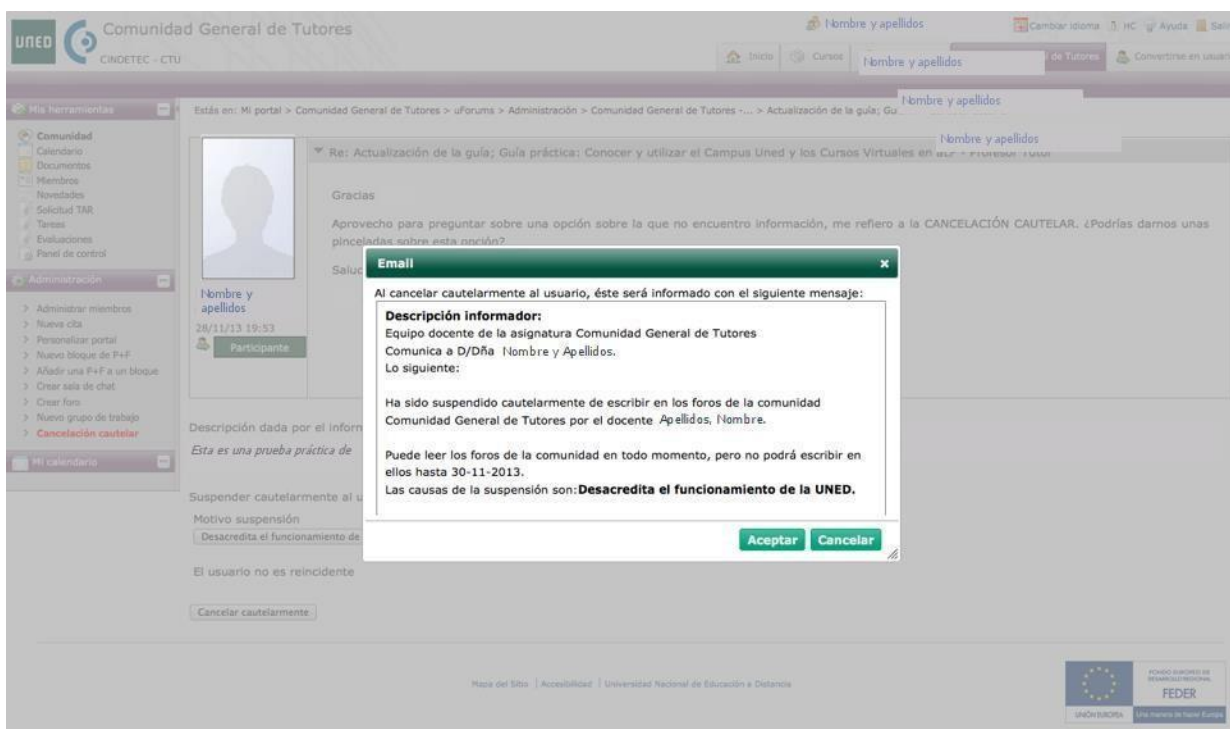 UNED
Comunidad General de Tutores
CINDETEC - CTU
Nombre y apellidos
Cambiar idioma HC Ayuda
Inicio Cursos Nombre y apellidos de Tutores Convertirse en
Mis herramientas
Estás en: Mi portal > Comunidad General de Tutores > uForums > Administración > Comunidad General de Tutores -... > Actualización de la guía; Nombre y apellidos
Nombre y apellidos
Comunidad
Calendario
Documentos
Miembros
Novedades
Solicitud TAR
Tareas
Evaluaciones
Panel de control
Re: Actualización de la guía; Guía práctica: Conocer y utilizar el Campus Uned y los Cursos Virtuales en aLF - Profesor Tutor
Gracias
Aprovecho para preguntar sobre una opción sobre la que no encuentro información, me refiero a la CANCELACIÓN CAUTELAR. ¿Podrías darnos unas
pinceladas sobre esta opción?
Nombre y
apellidos
28/11/13 19:53
Participante
Administración
Administrar miembros
Nueva cita
Personalizar portal
Nuevo bloque de P+F
Añadir una P+F a un bloque
Crear sala de chat
Crear foro
Nuevo grupo de trabajo
Cancelación cautelar
Mi calendario
Email
Al cancelar cautelarmente al usuario, éste será informado con el siguiente mensaje:
Descripción informador:
Equipo docente de la asignatura Comunidad General de Tutores
Comunica a D/Dña Nombre y Apellidos.
Lo siguiente:
Ha sido suspendido cautelarmente de escribir en los foros de la comunidad
Comunidad General de Tutores por el docente Apellidos, Nombre.
Puede leer los foros de la comunidad en todo momento, pero no podrá escribir en
ellos hasta 30-11-2013.
Las causas de la suspensión son:Desacredita el funcionamiento de la UNED.
Aceptar Cancelar
Descripción dada por el
Esta es una prueba práctica de
Suspender cautelarmente al
Motivo suspensión
Desacredita el funcionamiento de
El usuario no es reincidente
Cancelar cautelarmente
Mapa del Sitio | Accesibilidad | Universidad Nacional de Educación a Distancia
UNIÓN EUROPEA
FONDO EUROPEO DE
DESARROLLO REGIONAL
FEDER
Una manera de hacer Europa